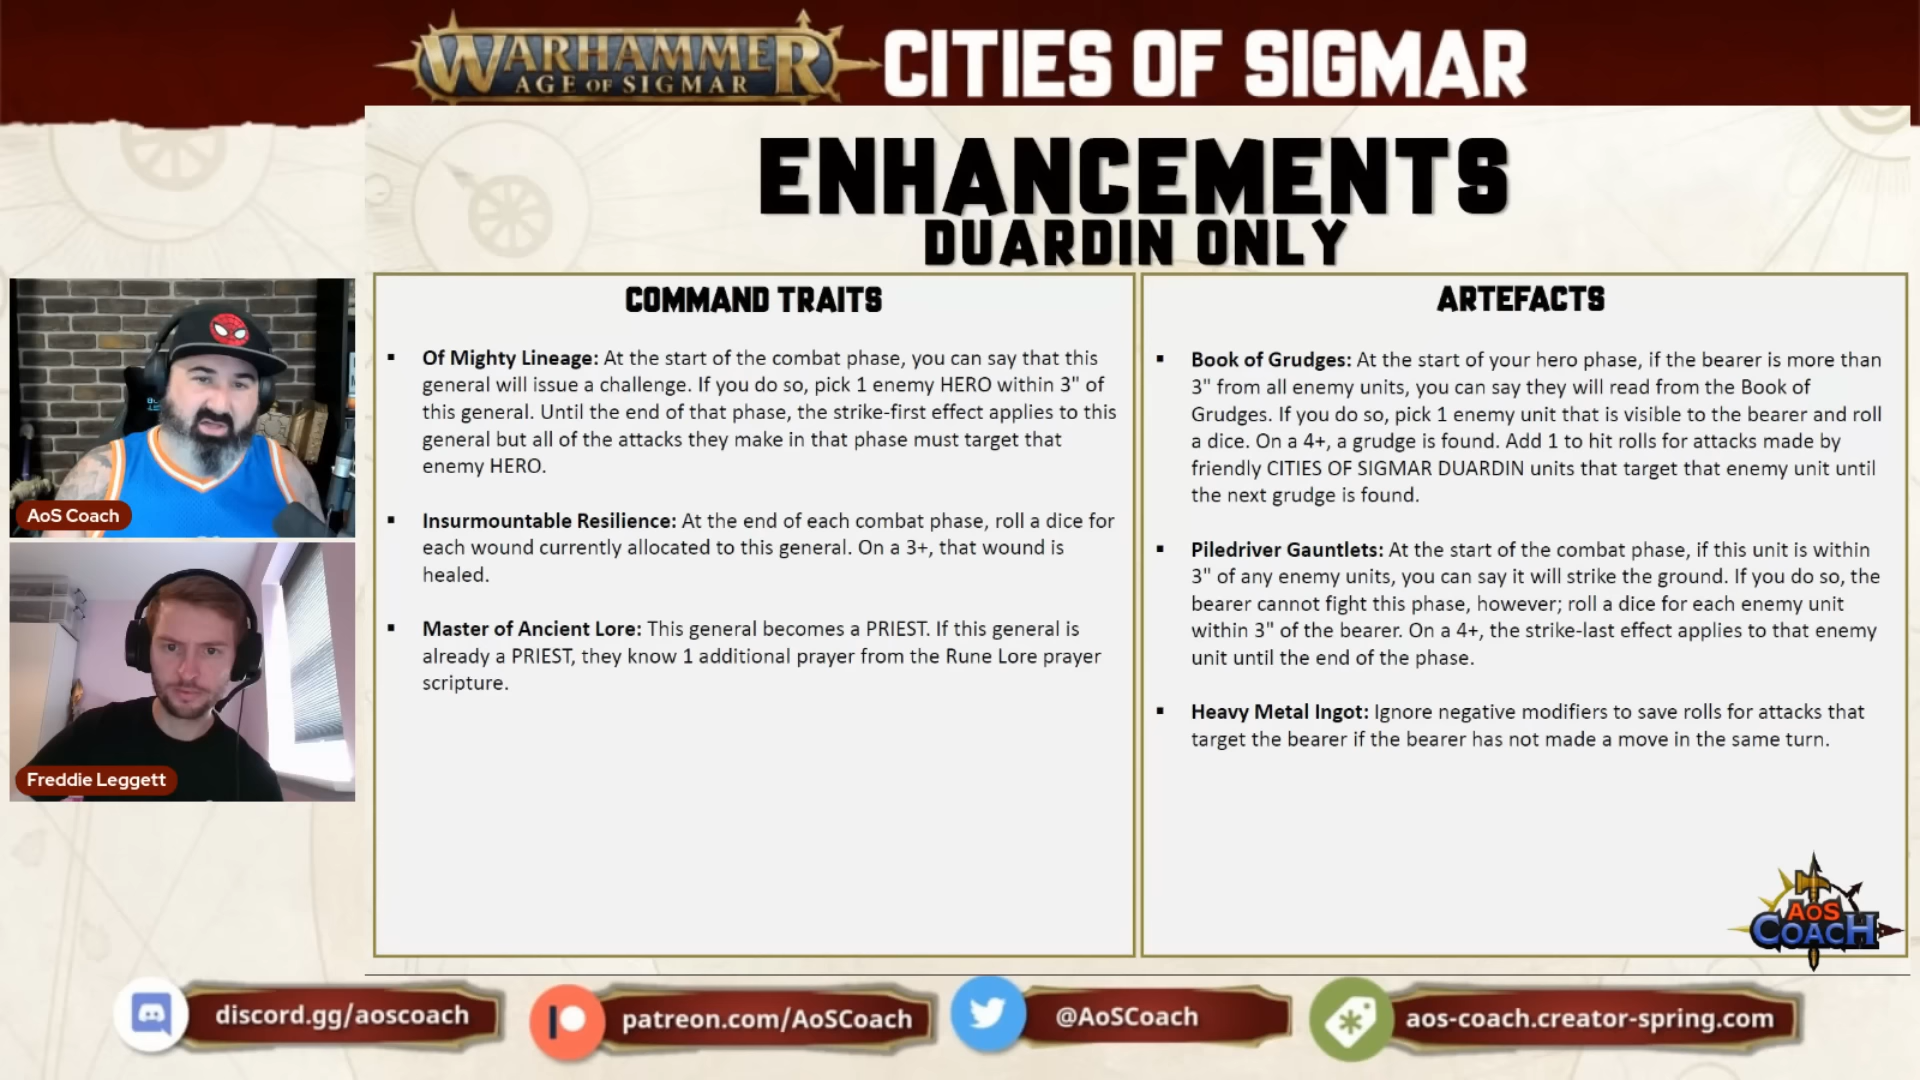 WARHAMMER
AGE OF SIGMAR
CITIES OF SIGMAR
ENHANCEMENTS
DUARDIN ONLY
COMMAND TRAITS
▪ Of Mighty Lineage: At the start of the combat phase, you can say that this
general will issue a challenge. If you do so, pick 1 enemy HERO within 3" of
this general. Until the end of that phase, the strike-first effect applies to this
general but all of the attacks they make in that phase must target that
enemy HERO.
▪ Insurmountable Resilience: At the end of each combat phase, roll a dice for
each wound currently allocated to this general. On a 3+, that wound is
healed.
▪ Master of Ancient Lore: This general becomes a PRIEST. If this general is
already a PRIEST, they know 1 additional prayer from the Rune Lore prayer
scripture.
ARTEFACTS
▪ Book of Grudges: At the start of your hero phase, if the bearer is more than
3" from all enemy units, you can say they will read from the Book of
Grudges. If you do so, pick 1 enemy unit that is visible to the bearer and roll
a dice. On a 4+, a grudge is found. Add 1 to hit rolls for attacks made by
friendly CITIES OF SIGMAR DUARDIN units that target that enemy unit until
the next grudge is found.
▪ Piledriver Gauntlets: At the start of the combat phase, if this unit is within
3" of any enemy units, you can say it will strike the ground. If you do so, the
bearer cannot fight this phase, however; roll a dice for each enemy unit
within 3" of the bearer. On a 4+, the strike-last effect applies to that enemy
unit until the end of the phase.
▪ Heavy Metal Ingot: Ignore negative modifiers to save rolls for attacks that
target the bearer if the bearer has not made a move in the same turn.
AoS Coach
Freddie Leggett
AoS
COACH
discord.gg/aoscoach
patreon.com/AoSCoach
@AoSCoach
aos-coach.creator-spring.com